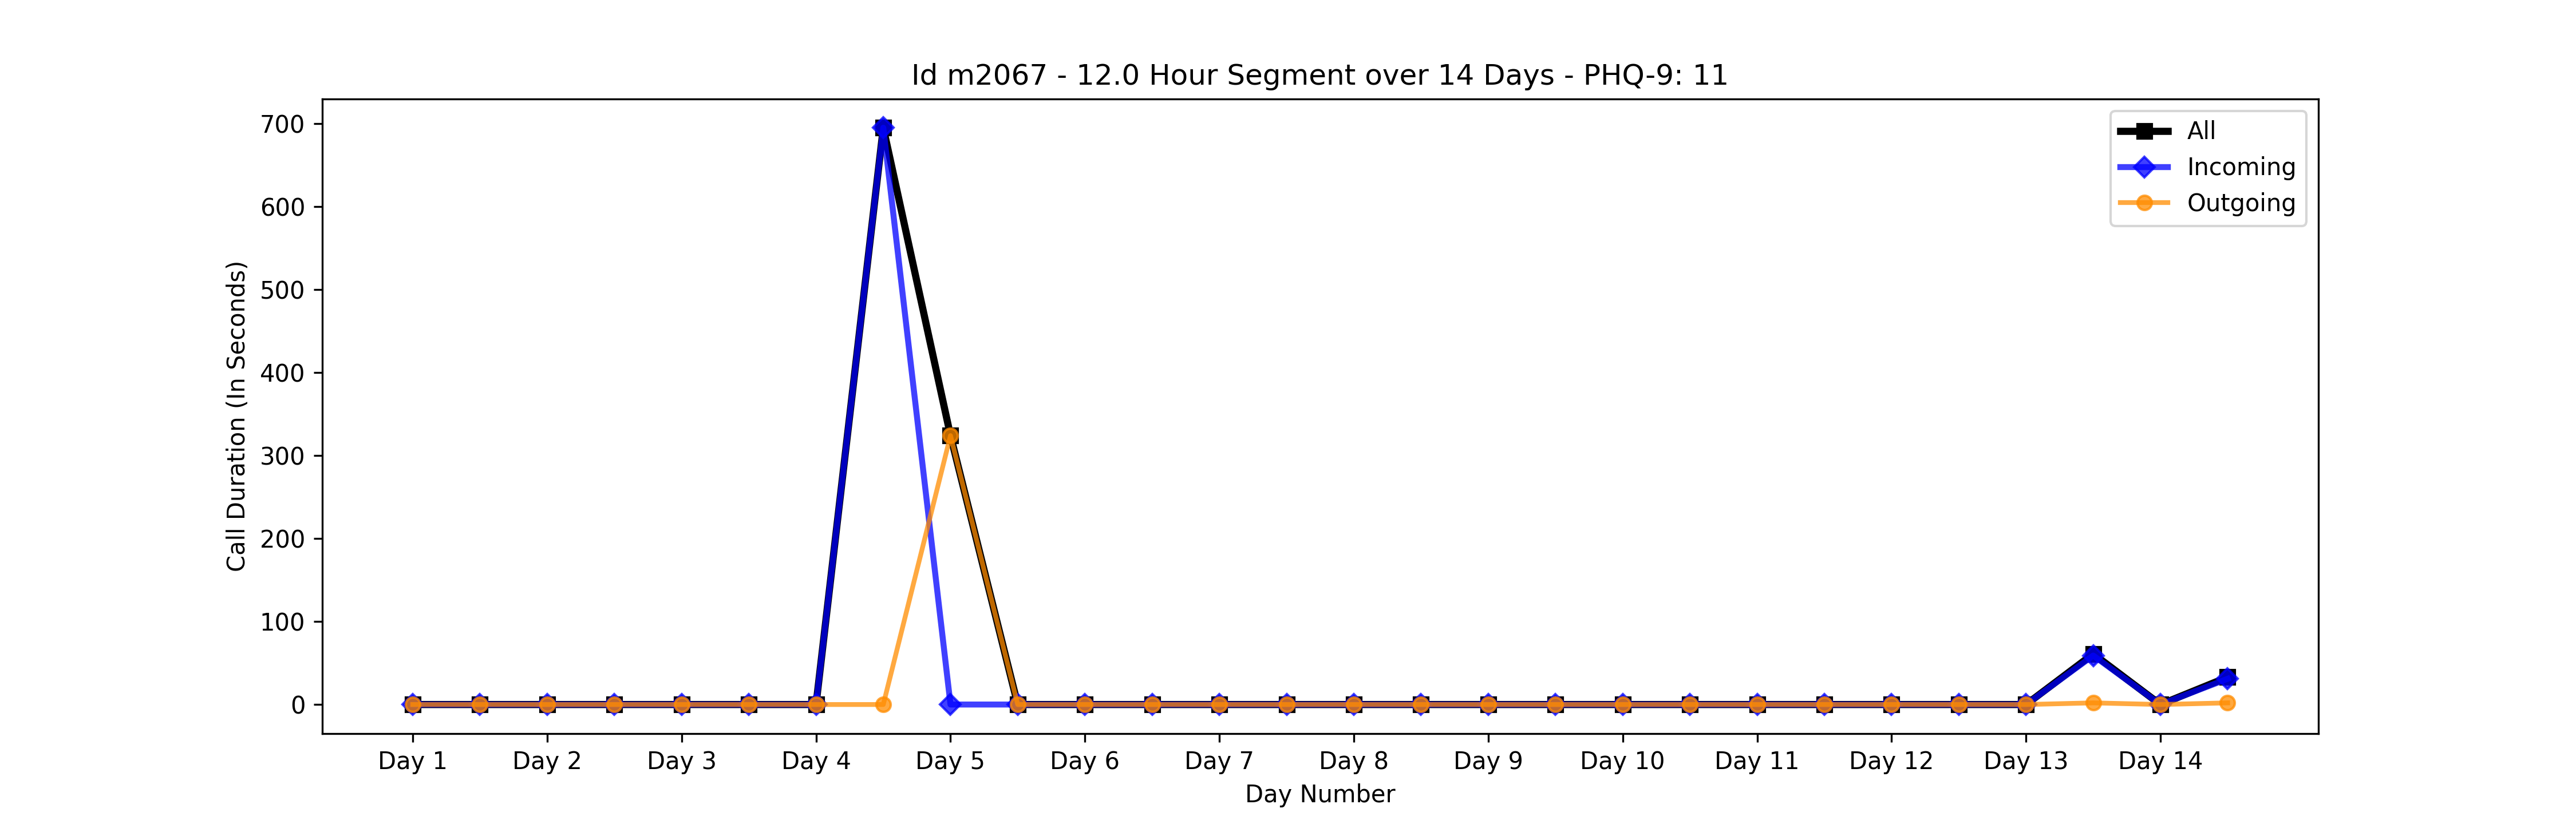 Id m2067 - 12.0 Hour Segment over 14 Days - PHQ-9: 11
All
Incoming
Outgoing
700
600
500
400
300
200
100
0
Call Duration (In Seconds)
Day 1 Day 2 Day 3 Day 4 Day 5 Day 6 Day 7 Day 8 Day 9 Day 10 Day 11 Day 12 Day 13 Day 14
Day Number